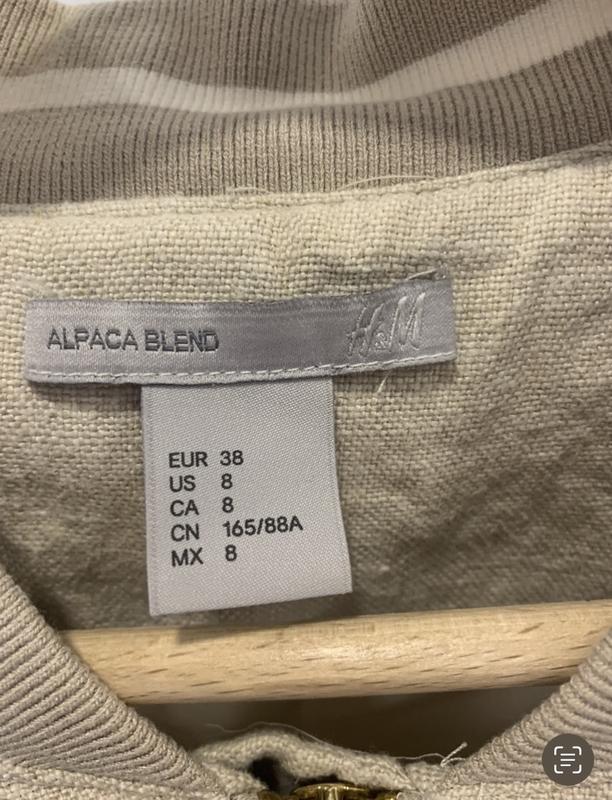 ALPACA BLEND H&M
EUR 38
US 8
CA 8
CN 165/88A
MX 8